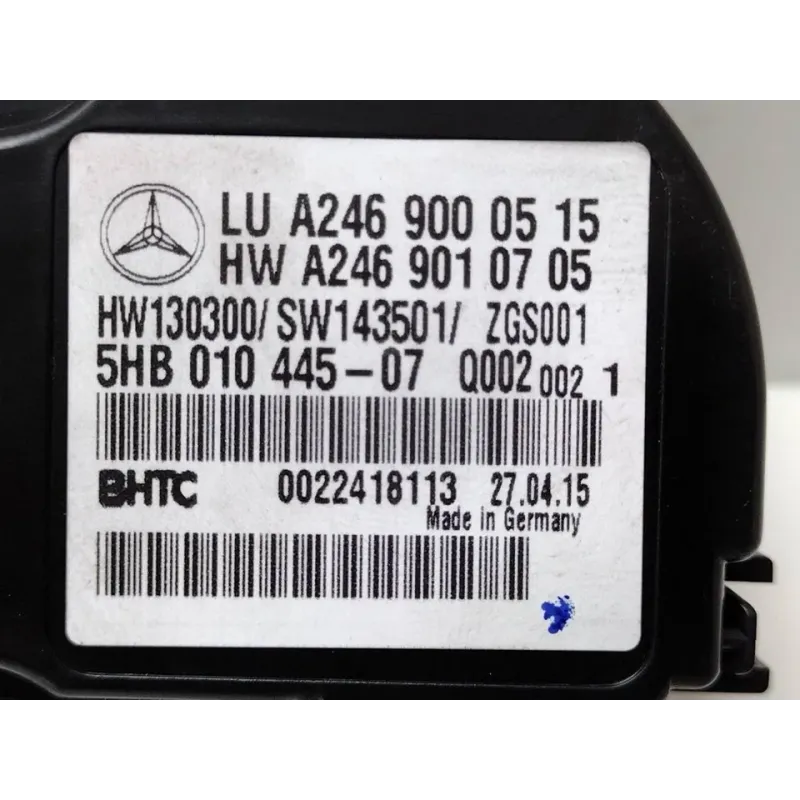 LU A246 900 05 15
HW A246 901 07 05
HW130300/ SW143501/ ZGS001
5HB 010 445-07 Q002 002 1
BHTC 0022418113 27.04.15
Made in Germany